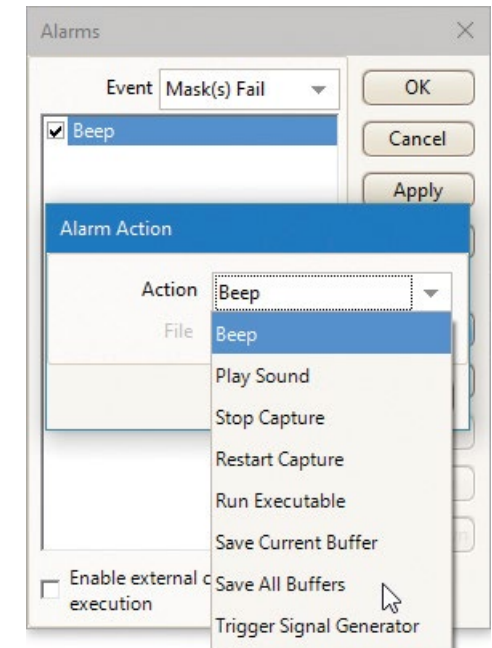 Alarms
Event Mask(s) Fail
OK
Beep
Cancel
Apply
Alarm Action
Action Beep
File
Beep
Play Sound
Stop Capture
Restart Capture
Run Executable
Save Current Buffer
Save All Buffers
Trigger Signal Generator
Enable external
execution